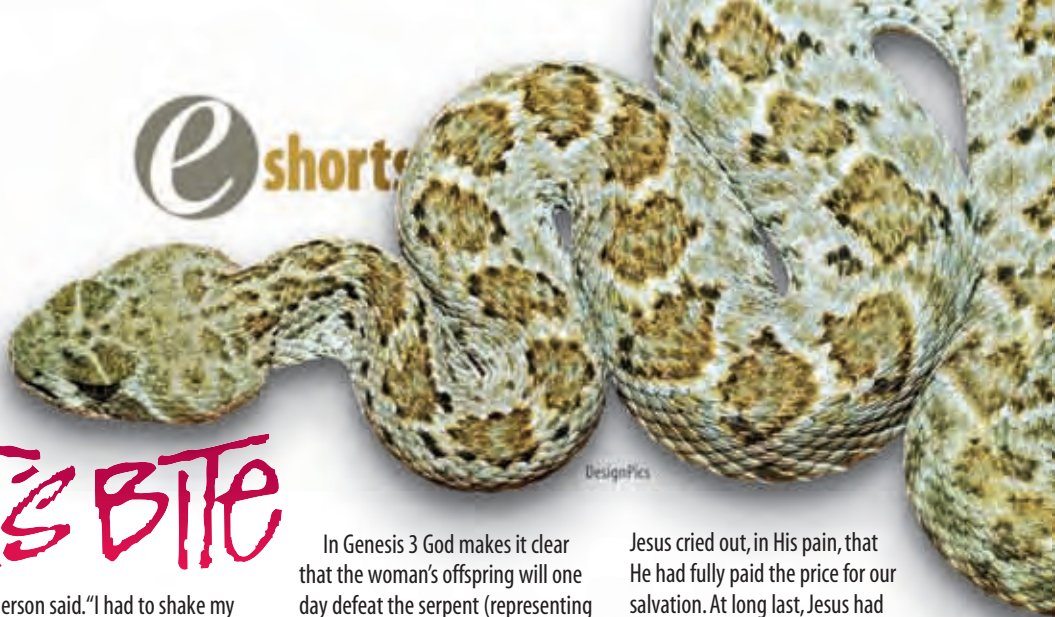 e shorts
'S BITE
DesignPics
erson said. "I had to shake my
In Genesis 3 God makes it clear
that the woman's offspring will one
day defeat the serpent (representing
Jesus cried out, in His pain, that
He had fully paid the price for our
salvation. At long last, Jesus had